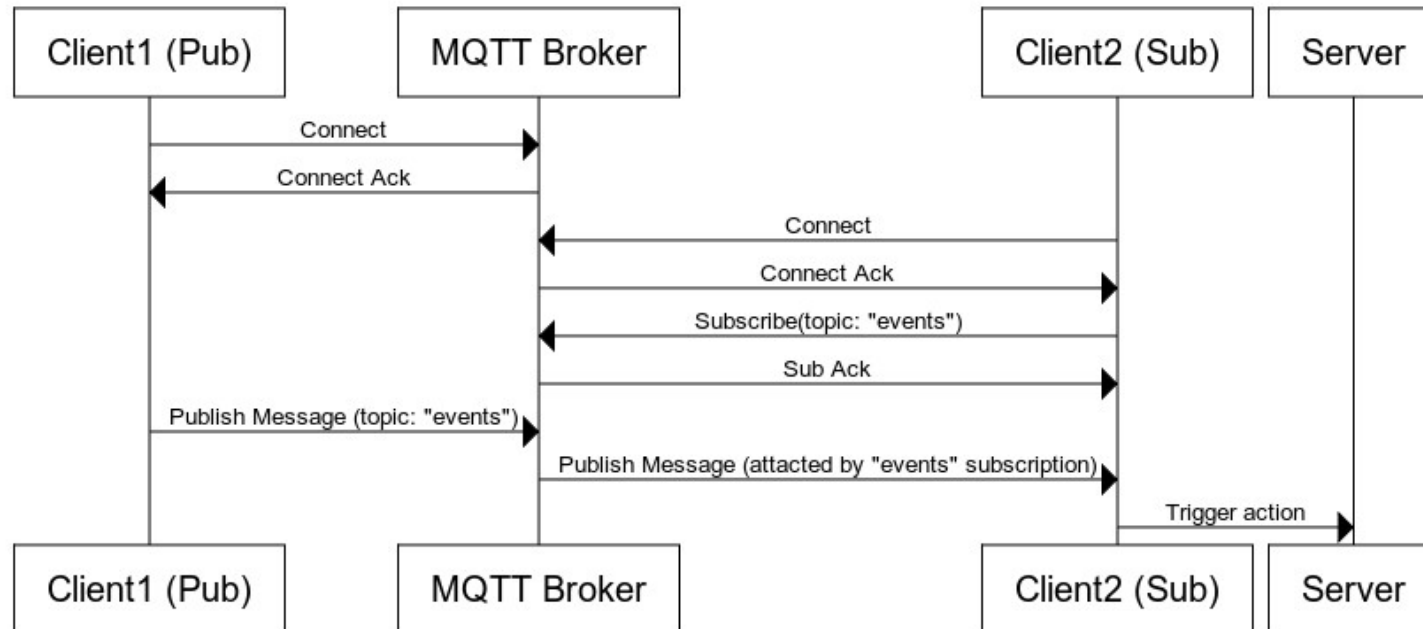 Client1 (Pub)
MQTT Broker
Client2 (Sub)
Server
Connect
Connect Ack
Connect
Connect Ack
Subscribe(topic: "events")
Sub Ack
Publish Message (topic: "events")
Publish Message (attacted by "events" subscription)
Trigger action
Client1 (Pub)
MQTT Broker
Client2 (Sub)
Server